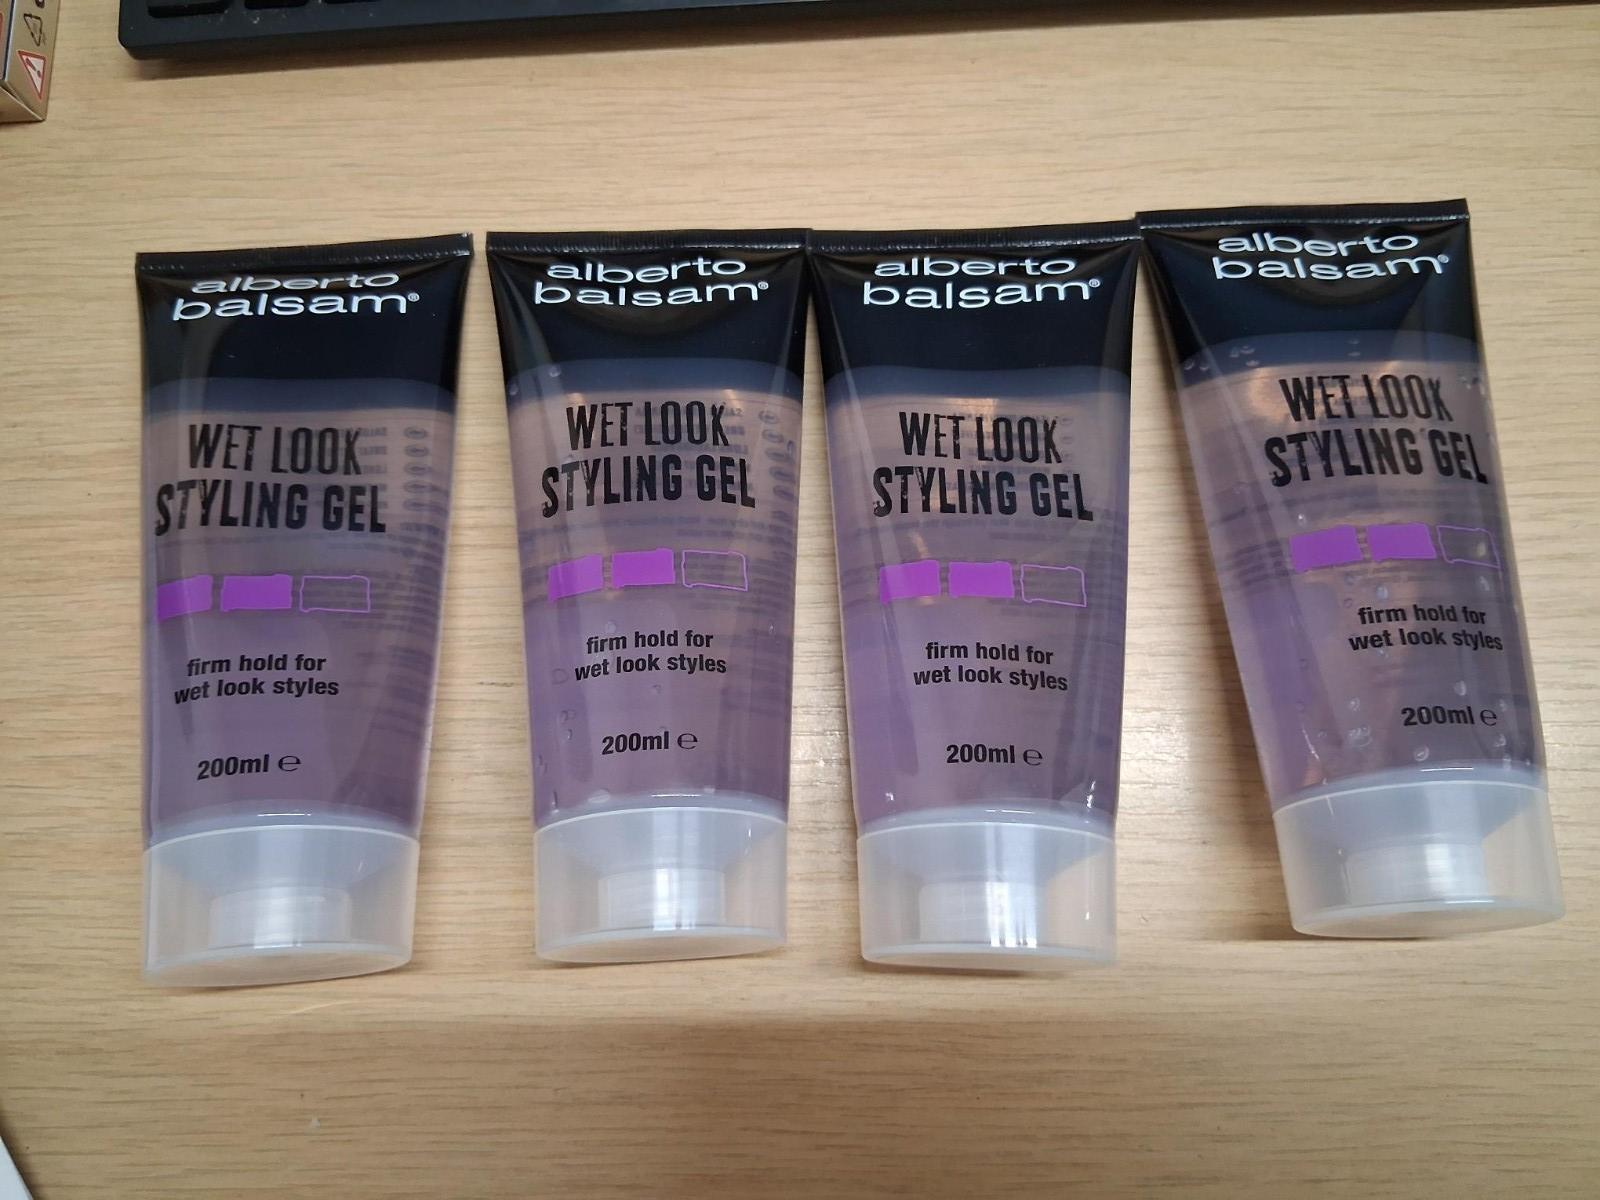 alberto
balsam®
WET LOOK
STYLING GEL
firm hold for
wet look styles
200ml ℮
alberto
balsam®
WET LOOK
STYLING GEL
firm hold for
wet look styles
200ml ℮
alberto
balsam®
WET LOOK
STYLING GEL
firm hold for
wet look styles
200ml ℮
alberto
balsam®
WET LOOK
STYLING GEL
firm hold for
wet look styles
200ml ℮